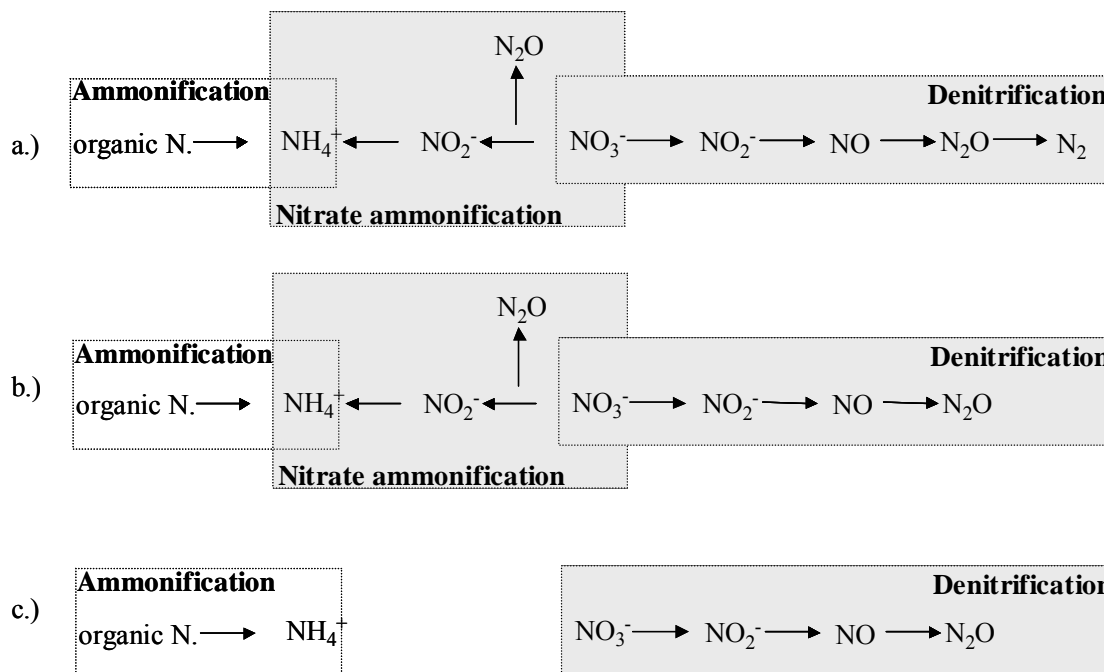 N₂O
Ammonification
Denitrification
a.) organic N. NH₄⁺ NO₂⁻ NO₃⁻ NO₂⁻ NO N₂O N₂
Nitrate ammonification
N₂O
Ammonification
Denitrification
b.) organic N. NH₄⁺ NO₂⁻ NO₃⁻ NO₂⁻ NO N₂O
Nitrate ammonification
Ammonification
Denitrification
c.) organic N. NH₄⁺ NO₃⁻ NO₂⁻ NO N₂O